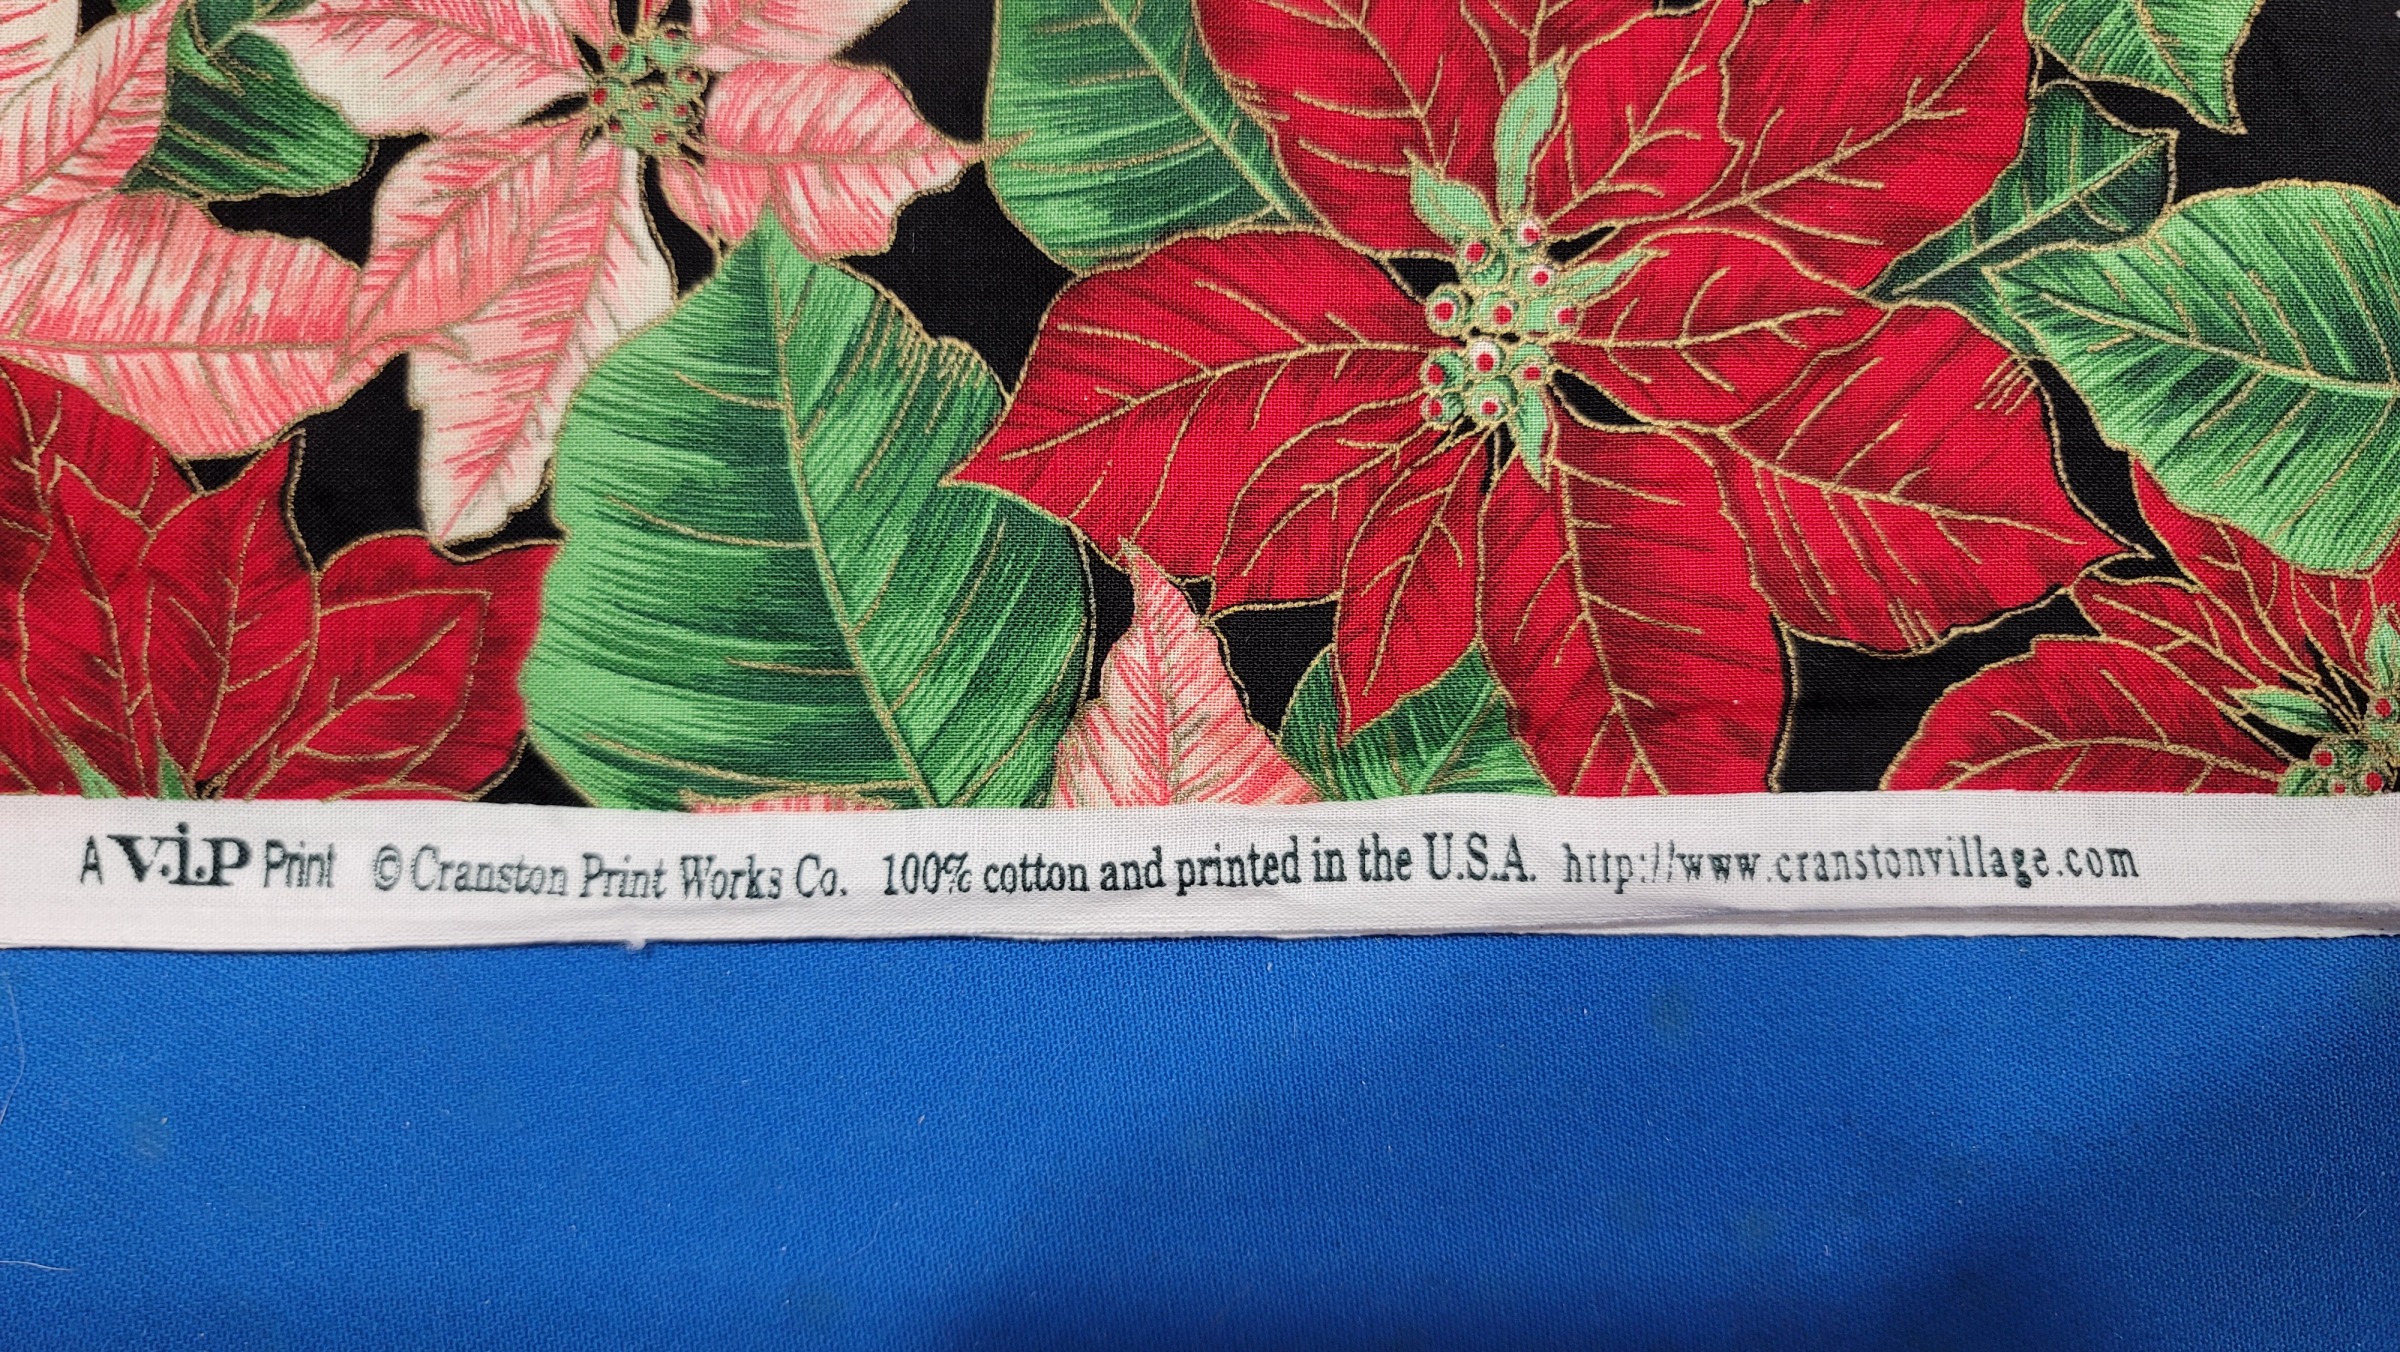 A V.I.P Print © Cranston Print Works Co. 100% cotton and printed in the U.S.A. http://www.cranstonvillage.com